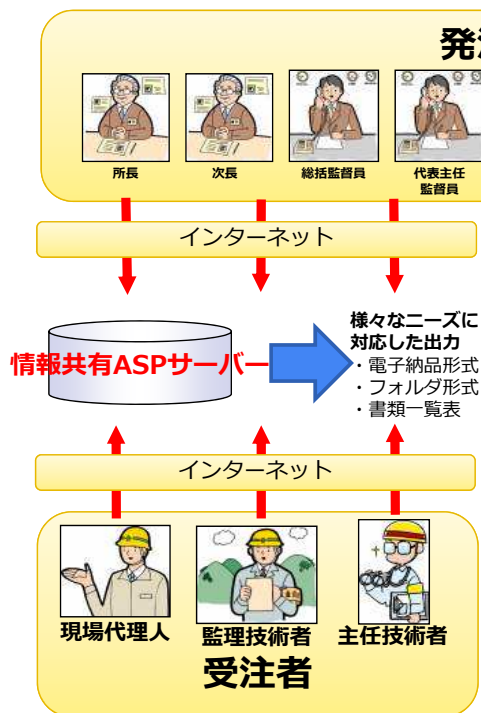 発
所長
次長
総括監督員
代表主任
監督員
インターネット
情報共有ASPサーバー
様々なニーズに
対応した出力
・電子納品形式
・フォルダ形式
・書類一覧表
インターネット
現場代理人
監理技術者
主任技術者
受注者